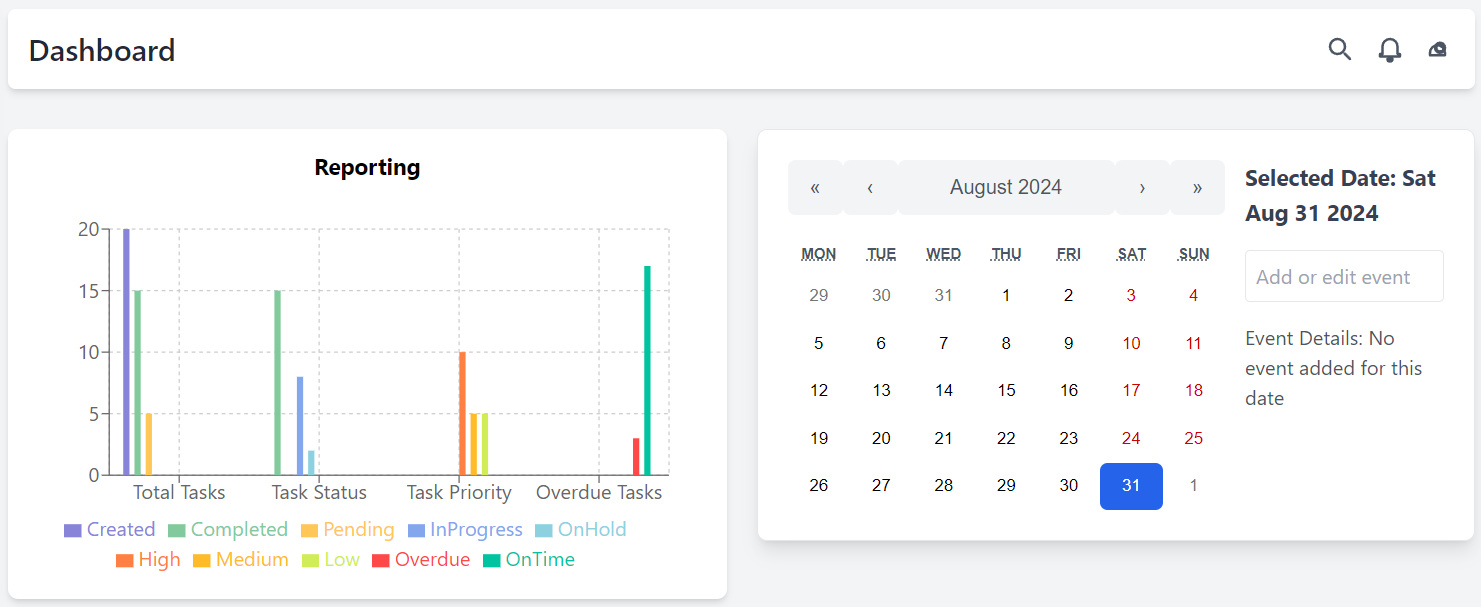 Dashboard
Reporting
20
15
10
5
0
Total Tasks Task Status Task Priority Overdue Tasks
Created Completed Pending InProgress OnHold
High Medium Low Overdue OnTime
« ‹ August 2024 › »
MON TUE WED THU FRI SAT SUN
29 30 31 1 2 3 4
5 6 7 8 9 10 11
12 13 14 15 16 17 18
19 20 21 22 23 24 25
26 27 28 29 30 31 1
Selected Date: Sat
Aug 31 2024
Add or edit event
Event Details: No
event added for this
date